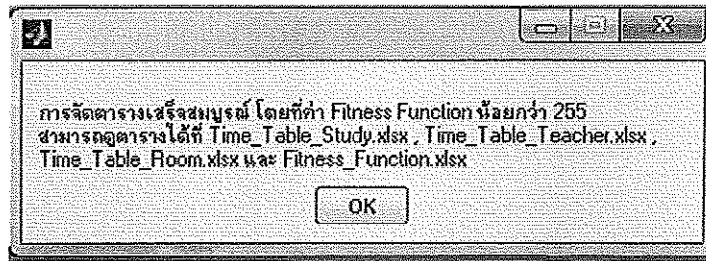 การจัดตารางเสร็จสมบูรณ์ โดยที่ค่า Fitness Function น้อยกว่า 255
สามารถดูตารางได้ที่ Time_Table_Study.xlsx , Time_Table_Teacher.xlsx ,
Time_Table_Room.xlsx และ Fitness_Function.xlsx
OK